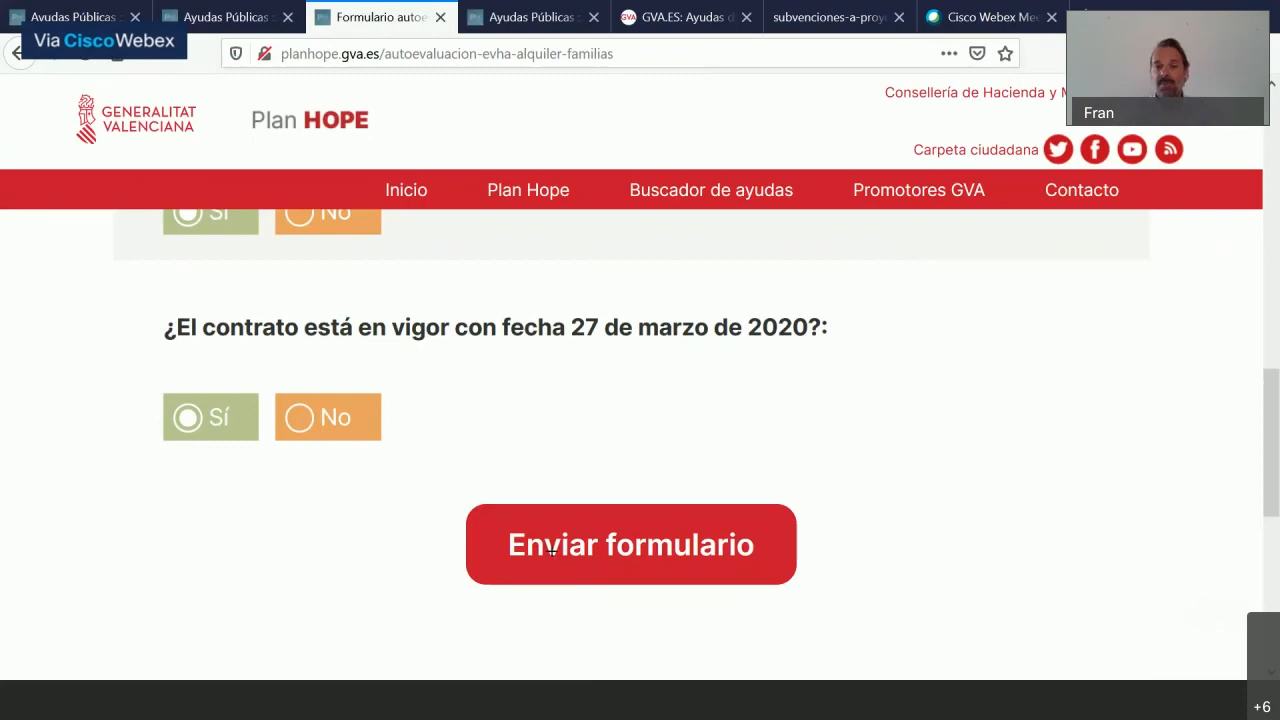 Ayudas Públicas
Ayudas Públicas
Formulario autoe
Ayudas Públicas
GVA GVA.ES: Ayudas d
subvenciones-a-proy
Cisco Webex Mee
Via CiscoWebex
planhope.gva.es/autoevaluacion-evha-alquiler-familias
GENERALITAT
VALENCIANA
Plan HOPE
Consellería de Hacienda y M
Fran
Carpeta ciudadana
Inicio
Plan Hope
Buscador de ayudas
Promotores GVA
Contacto
Sí
No
¿El contrato está en vigor con fecha 27 de marzo de 2020?:
Sí
No
Enviar formulario
+6